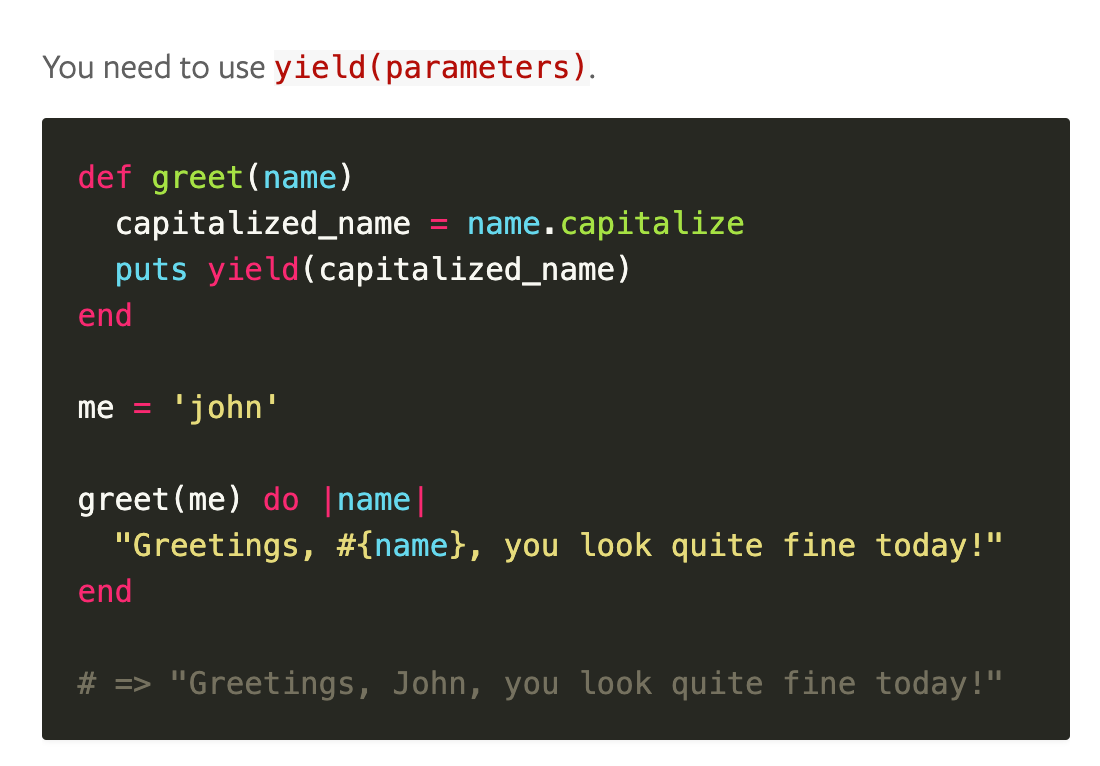 You need to use yield(parameters).
def greet(name)
  capitalized_name = name.capitalize
  puts yield(capitalized_name)
end
me = 'john'
greet(me) do |name|
  "Greetings, #{name}, you look quite fine today!"
end
# => "Greetings, John, you look quite fine today!"